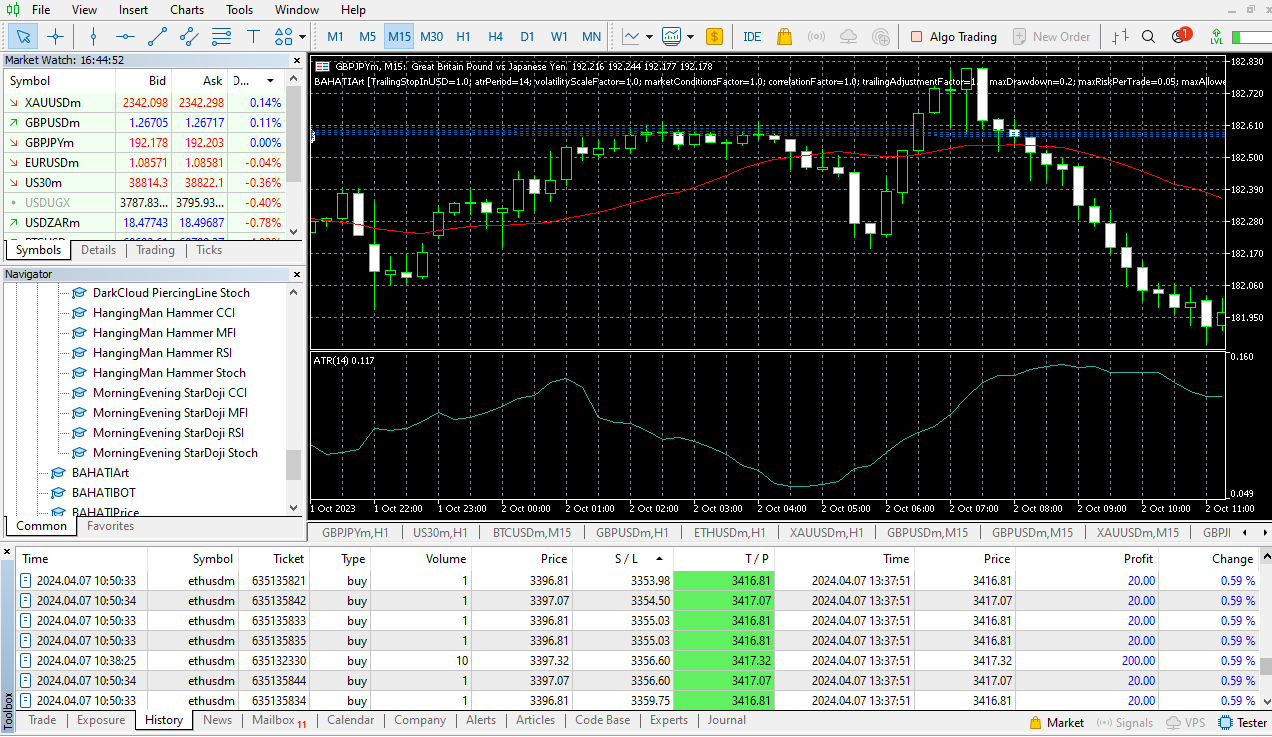 File View Insert Charts Tools Window Help
M1 M5 M15 M30 H1 H4 D1 W1 MN IDE Algo Trading New Order 1 LVL
Market Watch: 16:44:52
Symbol Bid Ask D...
XAUUSDm 2342.098 2342.298 0.14%
GBPUSDm 1.26705 1.26717 0.11%
GBPJPYm 192.178 192.203 0.00%
EURUSDm 1.08571 1.08581 -0.04%
US30m 38814.3 38822.1 -0.36%
USDUGX 3787.83... 3795.93... -0.40%
USDZARm 18.47743 18.49687 -0.78%
Symbols Details Trading Ticks
Navigator
DarkCloud PiercingLine Stoch
HangingMan Hammer CCI
HangingMan Hammer MFI
HangingMan Hammer RSI
HangingMan Hammer Stoch
MorningEvening StarDoji CCI
MorningEvening StarDoji MFI
MorningEvening StarDoji RSI
MorningEvening StarDoji Stoch
BAHATIArt
BAHATIBOT
BAHATIPrice
Common Favorites
GBPJPYm, M15: Great Britain Pound vs Japanese Yen 192.216 192.244 192.177 192.178
BAHATIArt [TrailingStopInUSD=1.0; atrPeriod=14; volatilityScaleFactor=1.0; marketConditionsFactor=1.0; correlationFactor=1.0; trailingAdjustmentFactor=1.0; maxDrawdown=0.2; maxRiskPerTrade=0.05; maxAllowe
182.830
182.720
182.610
182.500
182.390
182.280
182.170
182.060
181.950
ATR(14) 0.117
0.160
0.049
1 Oct 2023 1 Oct 22:00 1 Oct 23:00 2 Oct 00:00 2 Oct 01:00 2 Oct 02:00 2 Oct 03:00 2 Oct 04:00 2 Oct 05:00 2 Oct 06:00 2 Oct 07:00 2 Oct 08:00 2 Oct 09:00 2 Oct 10:00 2 Oct 11:00
GBPJPYm,H1 US30m,H1 BTCUSDm,M15 GBPUSDm,H1 ETHUSDm,H1 XAUUSDm,H1 GBPUSDm,M15 GBPUSDm,M15 XAUUSDm,M15 GBPJI
Time Symbol Ticket Type Volume Price S / L T / P Time Price Profit Change
2024.04.07 10:50:33 ethusdm 635135821 buy 1 3396.81 3353.98 3416.81 2024.04.07 13:37:51 3416.81 20.00 0.59 %
2024.04.07 10:50:34 ethusdm 635135842 buy 1 3397.07 3354.50 3417.07 2024.04.07 13:37:51 3417.07 20.00 0.59 %
2024.04.07 10:50:33 ethusdm 635135833 buy 1 3396.81 3355.03 3416.81 2024.04.07 13:37:51 3416.81 20.00 0.59 %
2024.04.07 10:50:33 ethusdm 635135835 buy 1 3396.81 3355.03 3416.81 2024.04.07 13:37:51 3416.81 20.00 0.59 %
2024.04.07 10:38:25 ethusdm 635132330 buy 10 3397.32 3356.60 3417.32 2024.04.07 13:37:51 3417.32 200.00 0.59 %
2024.04.07 10:50:34 ethusdm 635135844 buy 1 3397.07 3356.60 3417.07 2024.04.07 13:37:51 3417.07 20.00 0.59 %
2024.04.07 10:50:33 ethusdm 635135834 buy 1 3396.81 3359.75 3416.81 2024.04.07 13:37:51 3416.81 20.00 0.59 %
Toolbox
Trade Exposure History News Mailbox 11 Calendar Company Alerts Articles Code Base Experts Journal Market Signals VPS Tester